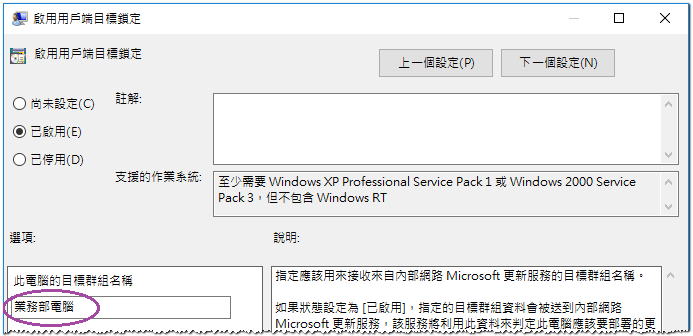 啟用用戶端目標鎖定
啟用用戶端目標鎖定
上一個設定(P)
下一個設定(N)
尚未設定(C)
註解:
已啟用(E)
已停用(D)
支援的作業系統:
至少需要 Windows XP Professional Service Pack 1 或 Windows 2000 Service
Pack 3，但不包含 Windows RT
選項:
說明:
此電腦的目標群組名稱
業務部電腦
指定應該用來接收來自內部網路 Microsoft 更新服務的目標群組名稱。
如果狀態設定為 [已啟用]，指定的目標群組資料會被送到內部網路
Microsoft 更新服務，該服務將利用此資料來判定此電腦應該要部署的更